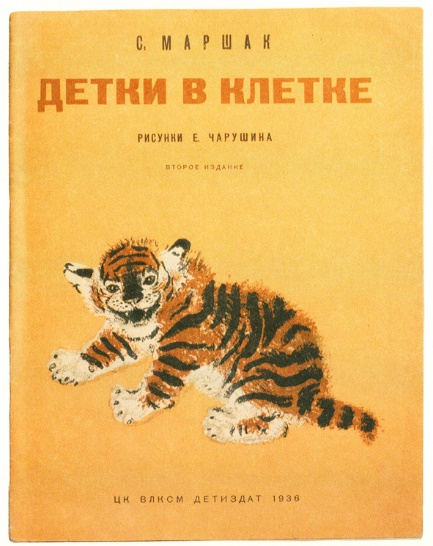 С. МАРШАК
ДЕТКИ В КЛЕТКЕ
РИСУНКИ Е. ЧАРУШИНА
ВТОРОЕ ИЗДАНИЕ
ЦК ВЛКСМ ДЕТИЗДАТ 1936